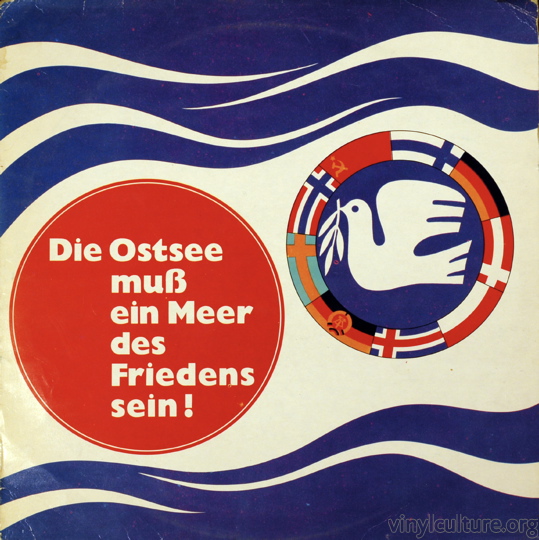 Die Ostsee
muß
ein Meer
des
Friedens
sein!
vinylculture.org